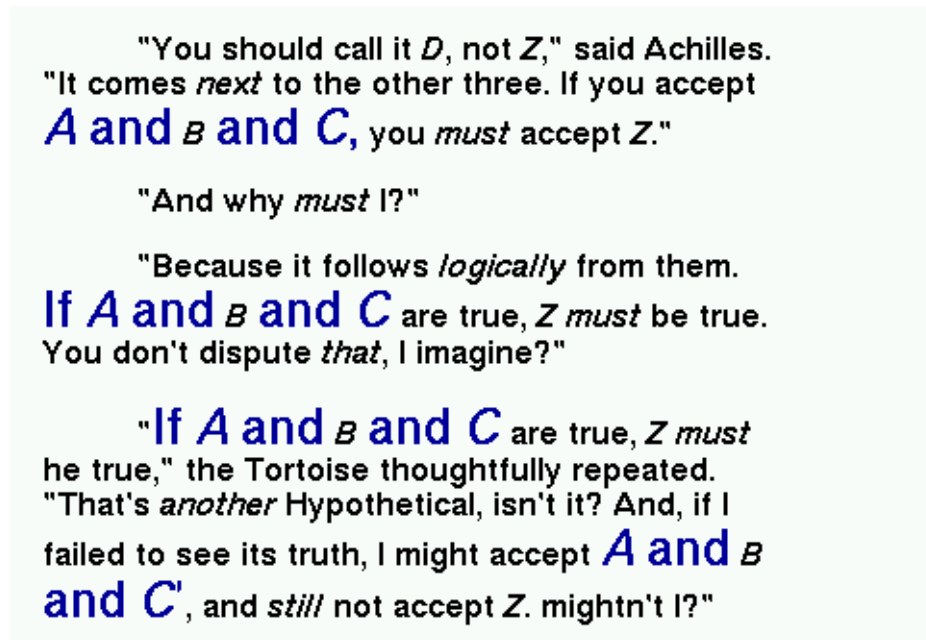 "You should call it D, not Z," said Achilles.
"It comes next to the other three. If you accept
A and B and C, you must accept Z."
"And why must I?"
"Because it follows logically from them.
If A and B and C are true, Z must be true.
You don't dispute that, I imagine?"
"If A and B and C are true, Z must
he true," the Tortoise thoughtfully repeated.
"That's another Hypothetical, isn't it? And, if I
failed to see its truth, I might accept A and B
and C', and still not accept Z. mightn't I?"